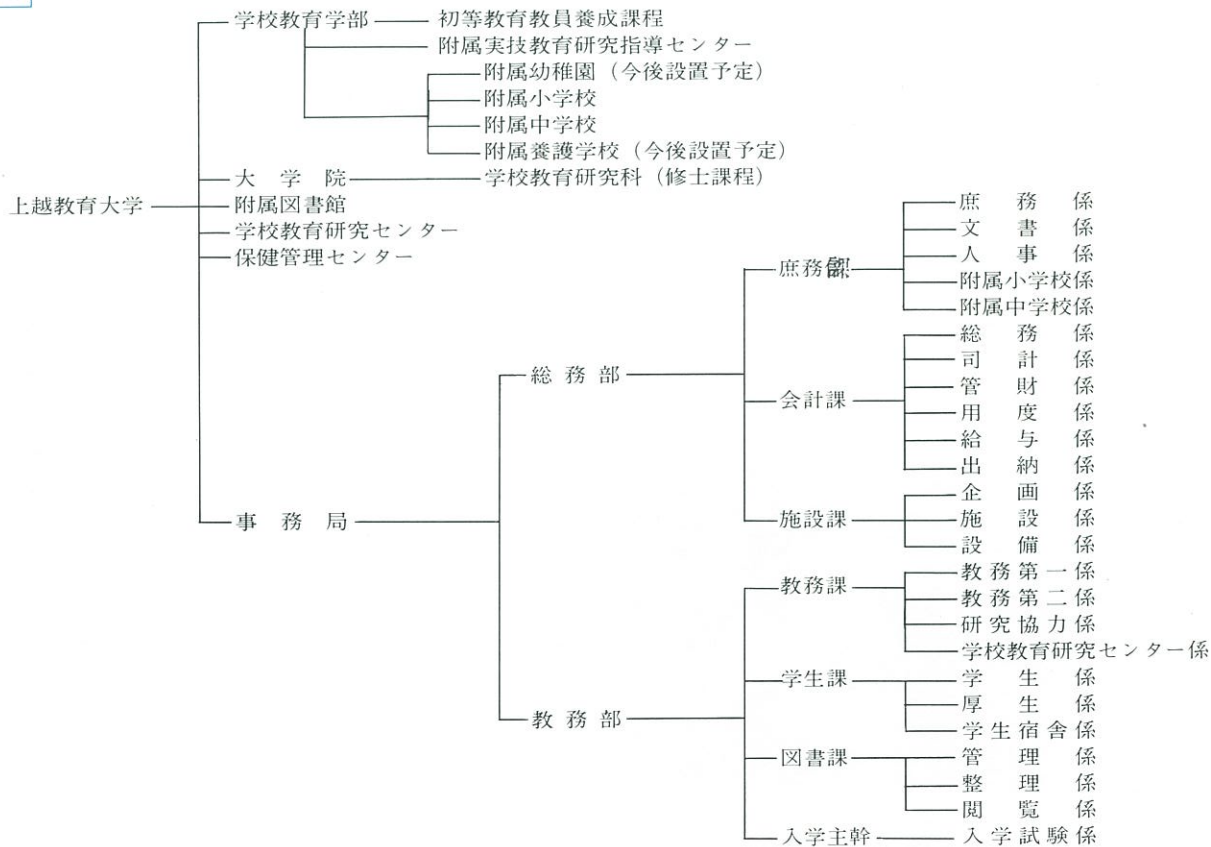 学校教育学部 初等教育教員養成課程
附属実技教育研究指導センター
附属幼稚園（今後設置予定）
附属小学校
附属中学校
附属養護学校（今後設置予定）
大学院 学校教育研究科（修士課程）
上越教育大学 附属図書館
学校教育研究センター
保健管理センター
事務局
総務部
庶務
庶務係
文書係
人事係
附属小学校係
附属中学校係
会計課
総務係
司計係
管財係
用度係
給与係
出納係
施設課
企画係
施設係
設備係
教務部
教務課
教務第一係
教務第二係
研究協力係
学校教育研究センター係
学生課
学生係
厚生係
学生宿舎係
図書課
管理係
整理係
閲覧係
入学主幹 入学試験係